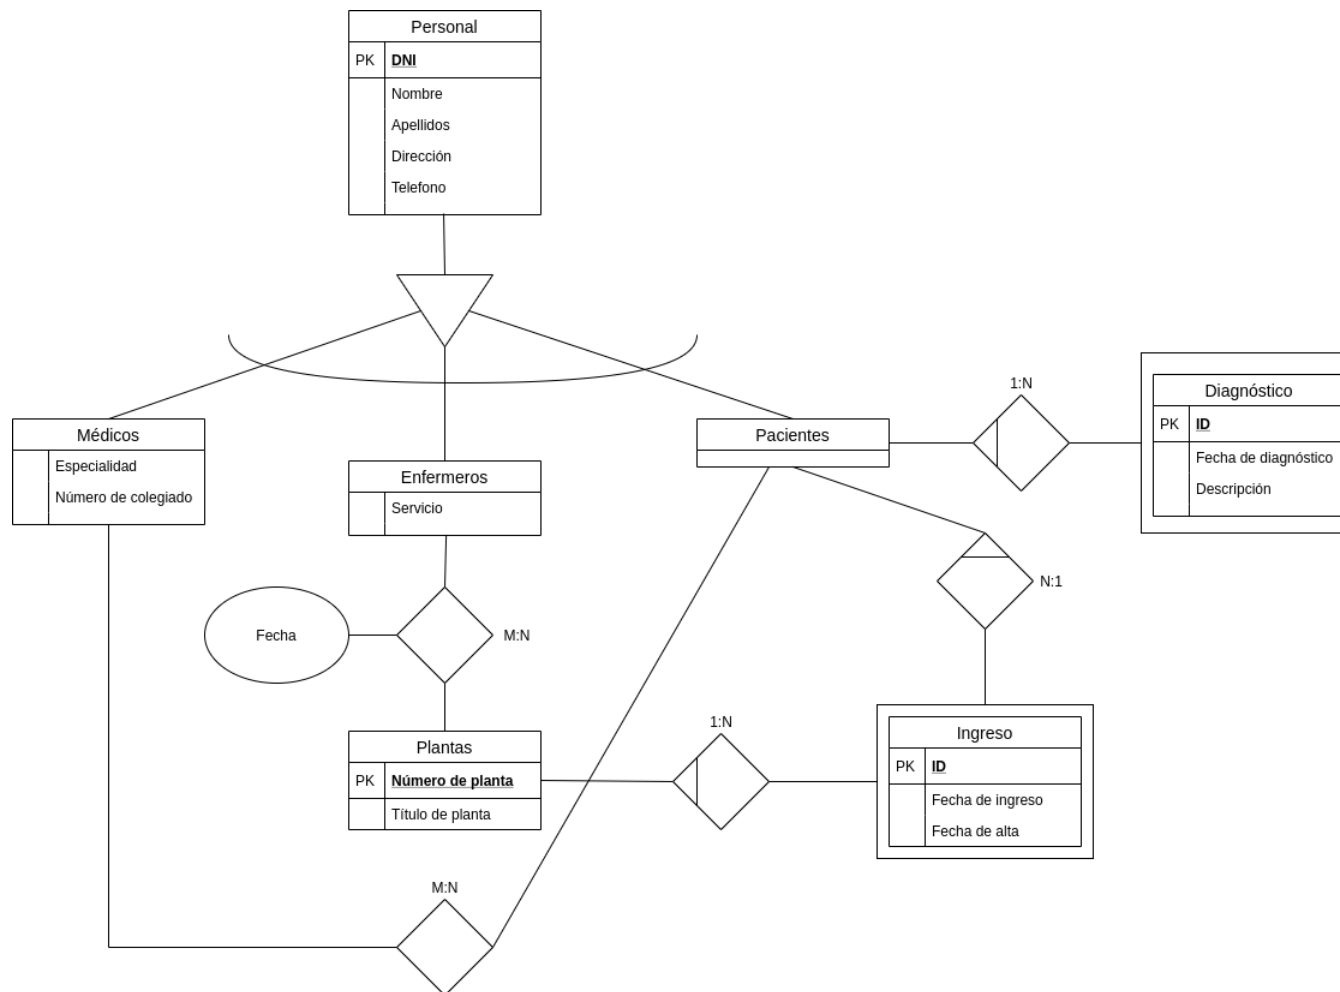 Personal
PK DNI
Nombre
Apellidos
Dirección
Telefono
Médicos
Especialidad
Número de colegiado
Enfermeros
Servicio
Pacientes
1:N
Diagnóstico
PK ID
Fecha de diagnóstico
Descripción
N:1
Fecha
M:N
Plantas
PK Número de planta
Título de planta
1:N
Ingreso
PK ID
Fecha de ingreso
Fecha de alta
M:N